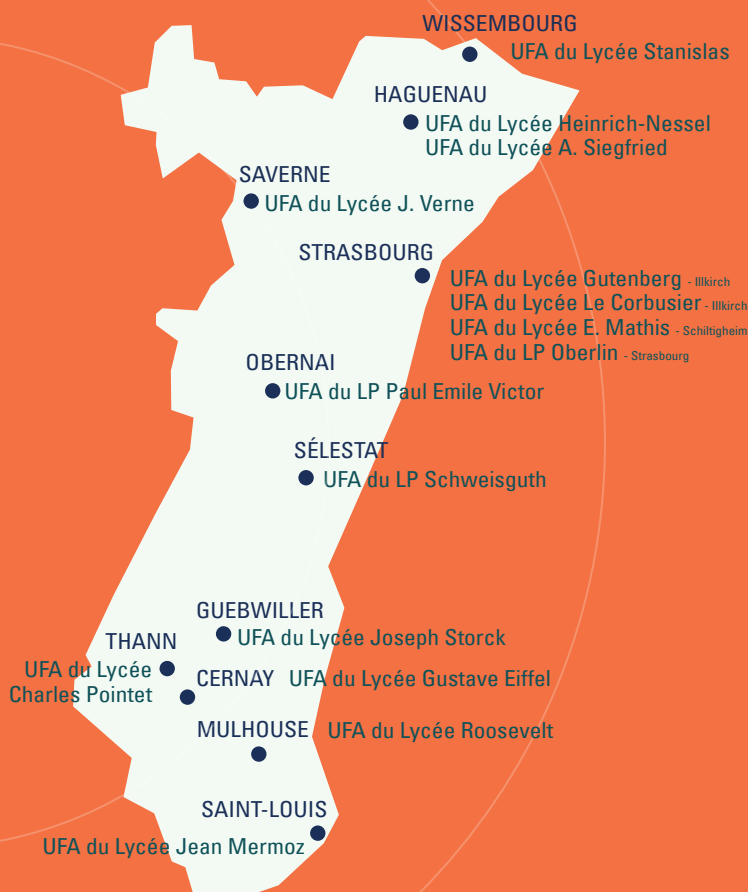 WISSEMBOURG
UFA du Lycée Stanislas
HAGUENAU
UFA du Lycée Heinrich-Nessel
UFA du Lycée A. Siegfried
SAVERNE
UFA du Lycée J. Verne
STRASBOURG
UFA du Lycée Gutenberg - Illkirch
UFA du Lycée Le Corbusier - Illkirch
UFA du Lycée E. Mathis - Schiltigheim
UFA du LP Oberlin - Strasbourg
OBERNAI
UFA du LP Paul Emile Victor
SÉLESTAT
UFA du LP Schweisguth
GUEBWILLER
UFA du Lycée Joseph Storck
THANN
UFA du Lycée
Charles Pointet
CERNAY UFA du Lycée Gustave Eiffel
MULHOUSE UFA du Lycée Roosevelt
SAINT-LOUIS
UFA du Lycée Jean Mermoz